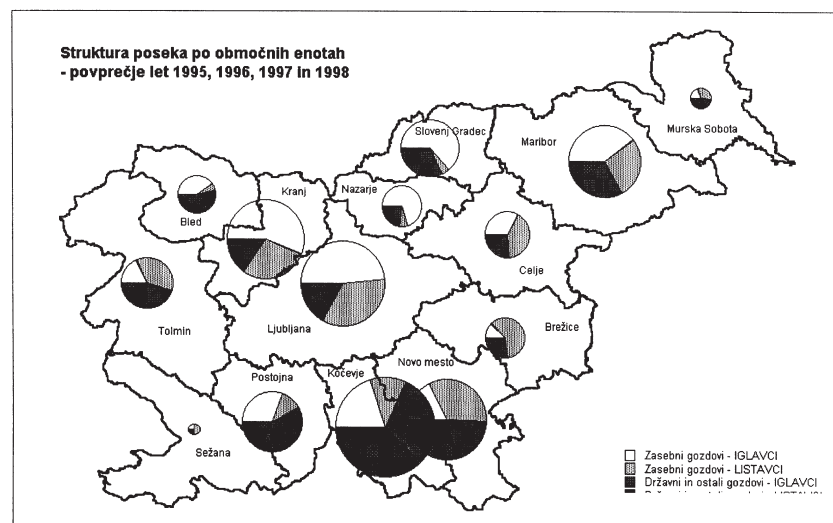 Struktura poseka po območnih enotah
- povprečje let 1995, 1996, 1997 in 1998
Murska Sobota
Slovenj Gradec
Maribor
Kranj
Nazarje
Bled
Celje
Tolmin
Ljubljana
Brežice
Novo mesto
Kočevje
Postojna
Sežana
Zasebni gozdovi - IGLAVCI
Zasebni gozdovi - LISTAVCI
Državni in ostali gozdovi - IGLAVCI